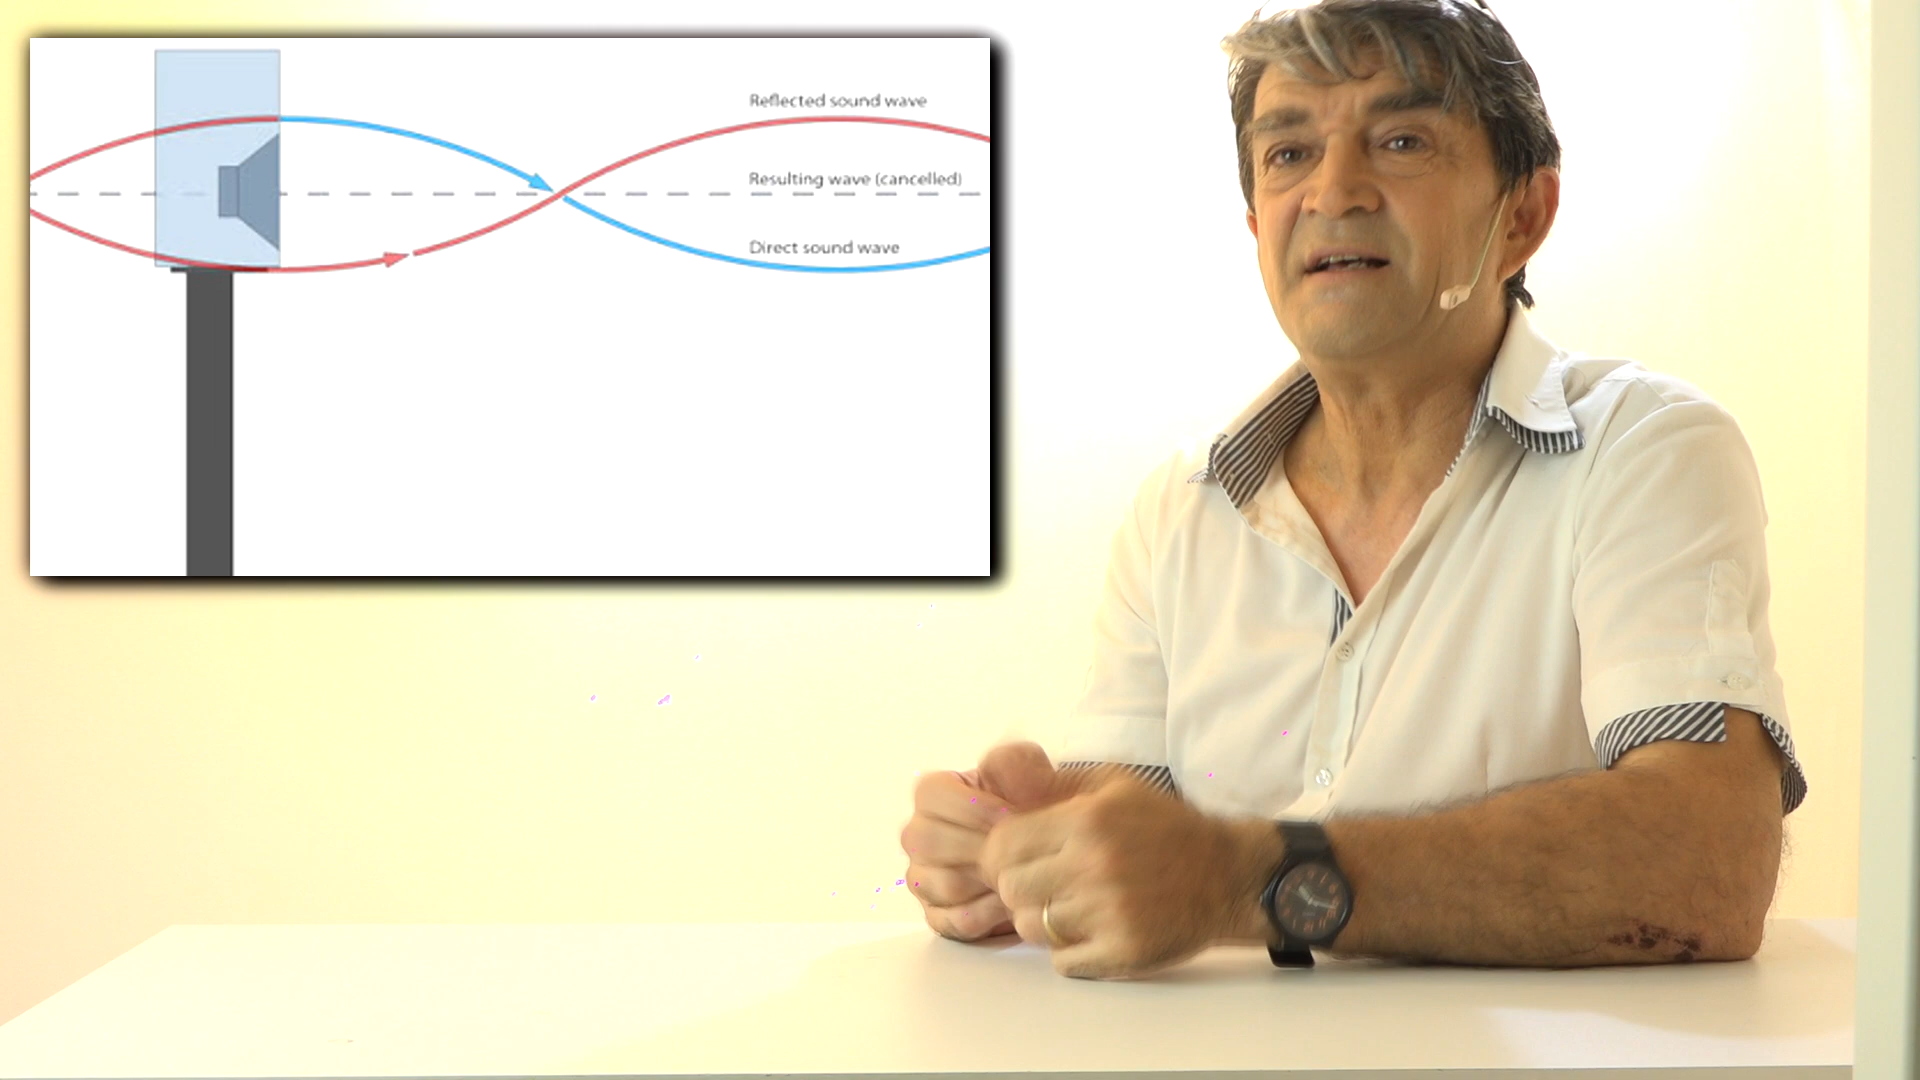 Reflected sound wave
Resulting wave (cancelled)
Direct sound wave